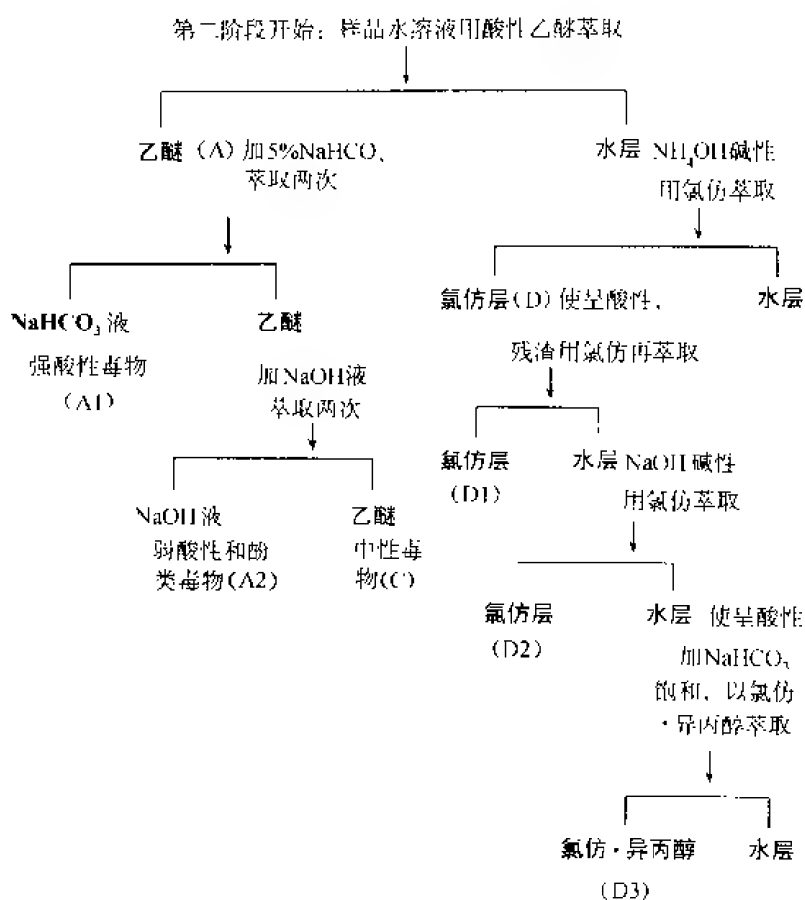 第二阶段开始：样品水溶液用酸性乙醚萃取
乙醚（A）加5%NaHCO、
萃取两次
水层 NH₄OH碱性
用氯仿萃取
NaHCO₃液
乙醚
强酸性毒物
（A1）
加NaOH液
萃取两次
氯仿层（D）使呈酸性，
水层
残渣用氯仿再萃取
氯仿层
（D1）
水层 NaOH碱性
用氯仿萃取
NaOH液
弱酸性和酚
类毒物（A2）
乙醚
中性毒
物（C）
氯仿层
（D2）
水层 使呈酸性
加NaHCO₃
饱和，以氯仿
·异丙醇萃取
氯仿·异丙醇
（D3）
水层